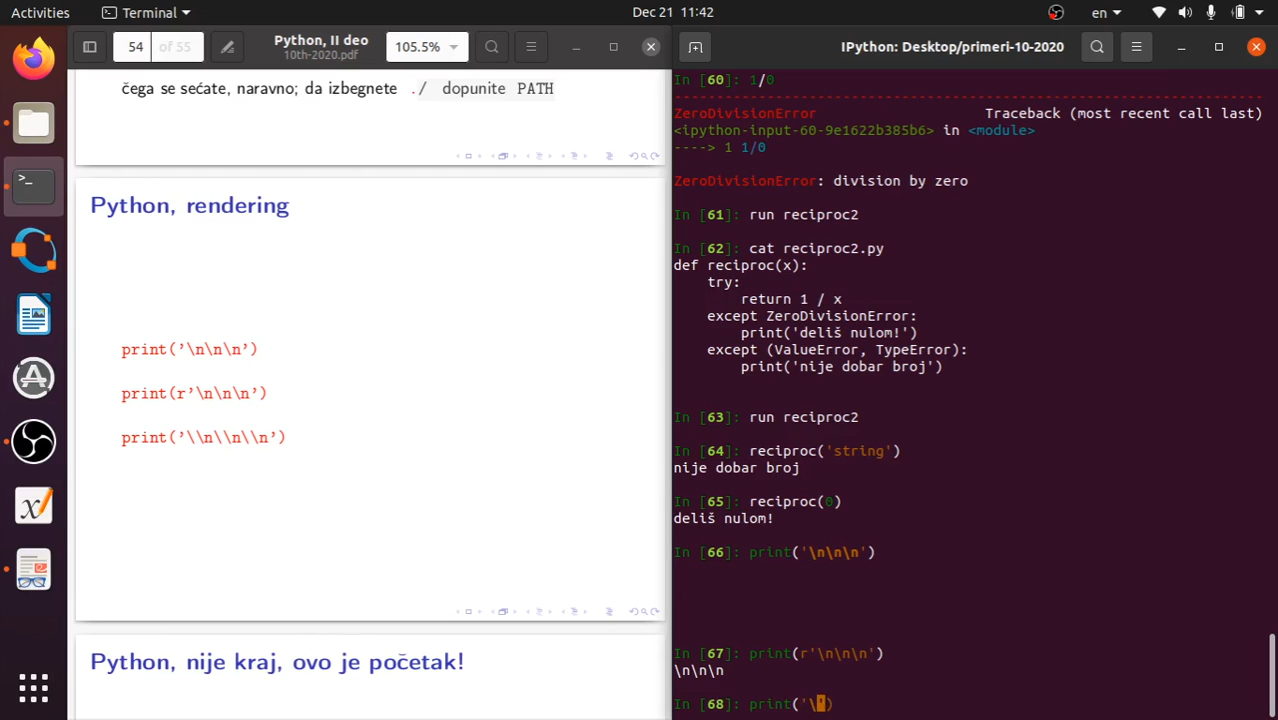 Activities
Terminal
Dec 21 11:42
en
54
of 55
Python, II deo
10th-2020.pdf
105.5%
čega se sećate, naravno; da izbegnete ./ dopunite PATH
Python, rendering
print('\n\n\n')
print(r'\n\n\n')
print('\\n\\n\\n')
Python, nije kraj, ovo je početak!
IPython: Desktop/primeri-10-2020
In [60]: 1/0
---------------------------------------------------------------------------
ZeroDivisionError                         Traceback (most recent call last)
<ipython-input-60-9e1622b385b6> in <module>
----> 1 1/0
ZeroDivisionError: division by zero
In [61]: run reciproc2
In [62]: cat reciproc2.py
def reciproc(x):
    try:
        return 1 / x
    except ZeroDivisionError:
        print('deliš nulom!')
    except (ValueError, TypeError):
        print('nije dobar broj')
In [63]: run reciproc2
In [64]: reciproc('string')
nije dobar broj
In [65]: reciproc(0)
deliš nulom!
In [66]: print('\n\n\n')
In [67]: print(r'\n\n\n')
\n\n\n
In [68]: print('\')